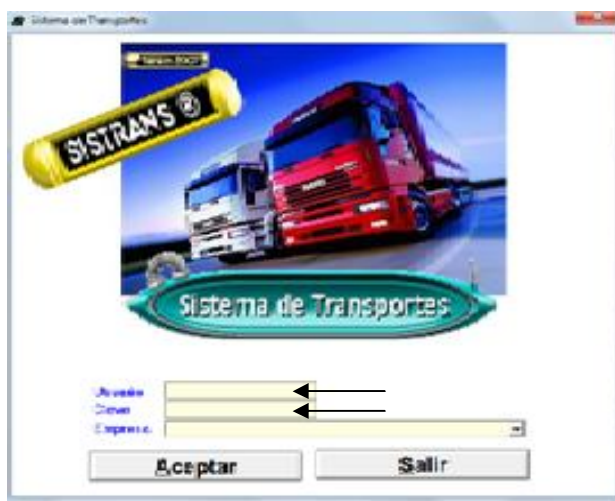 Sistema de Transportes
SISTRANS ®
Sistema de Transportes
Usuario
Clave
Empresa
Aceptar
Salir